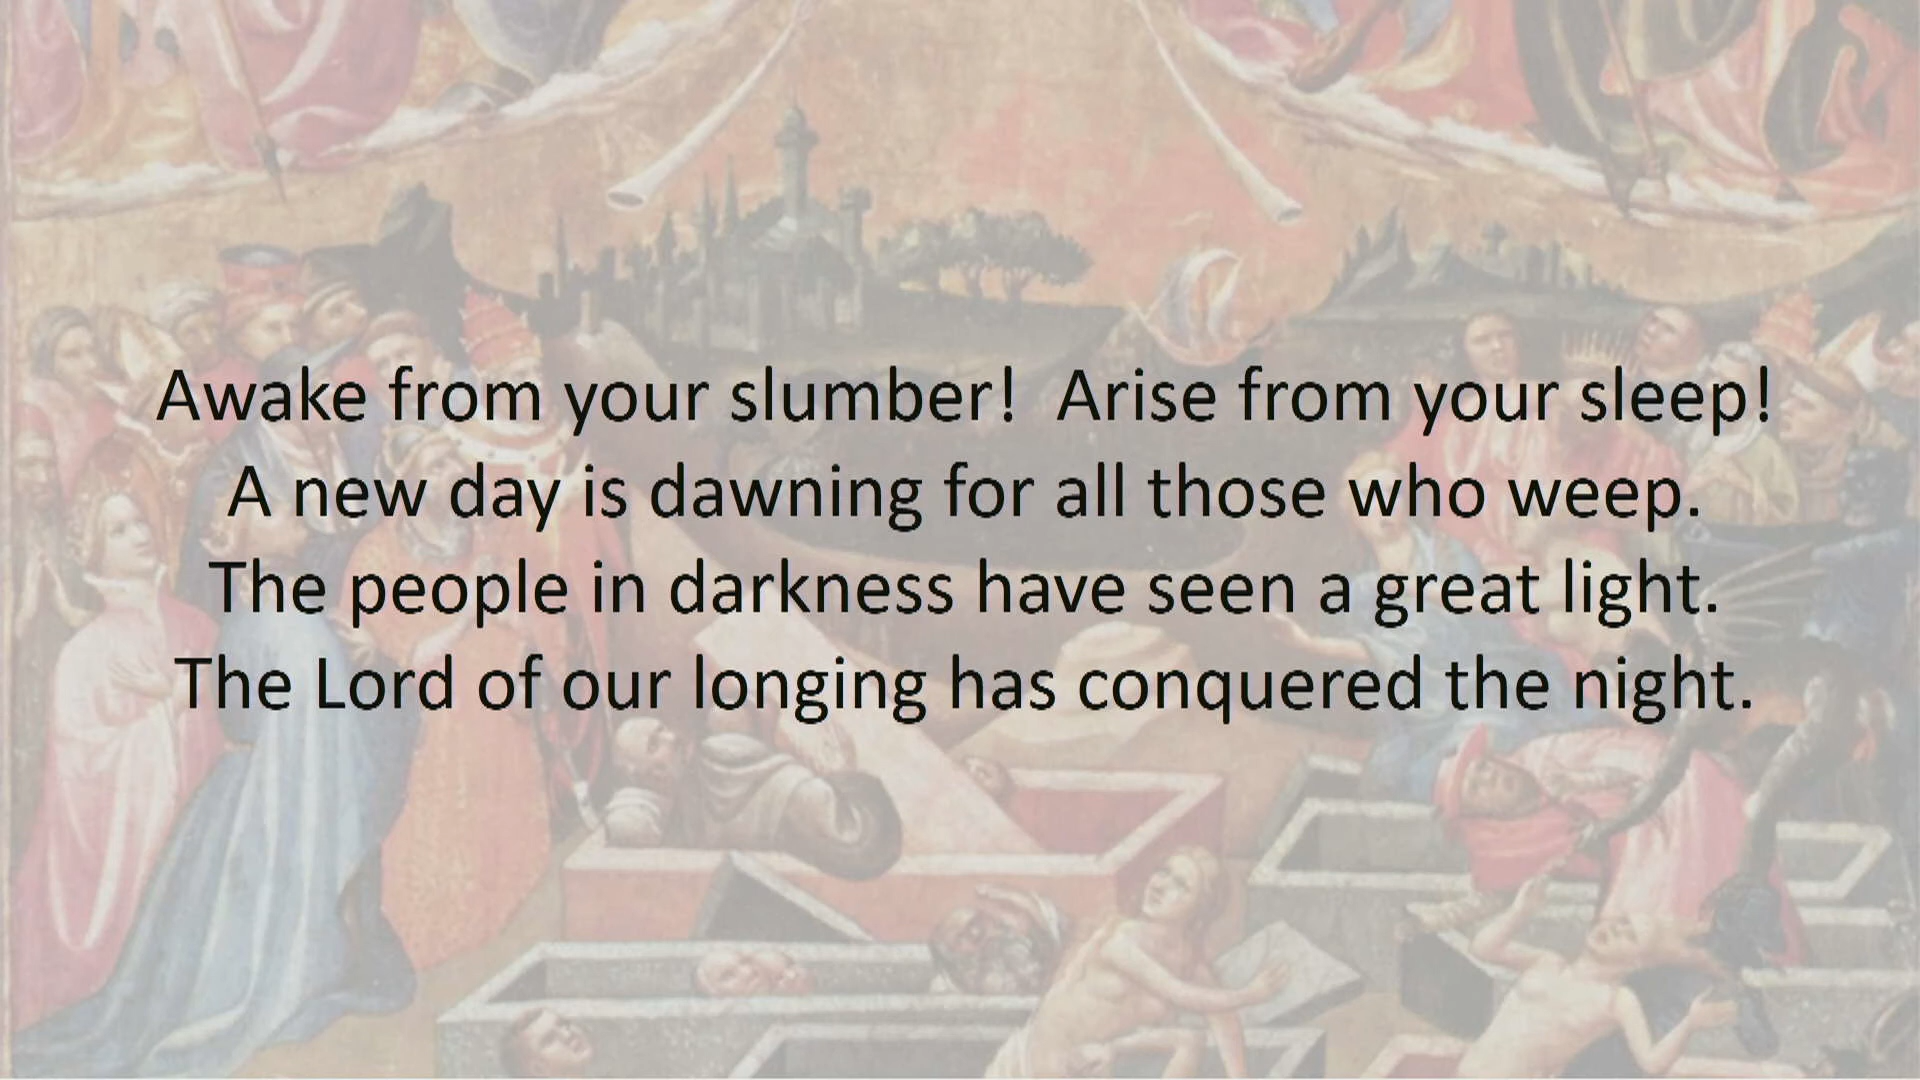 Awake from your slumber!  Arise from your sleep!
A new day is dawning for all those who weep.
The people in darkness have seen a great light.
The Lord of our longing has conquered the night.